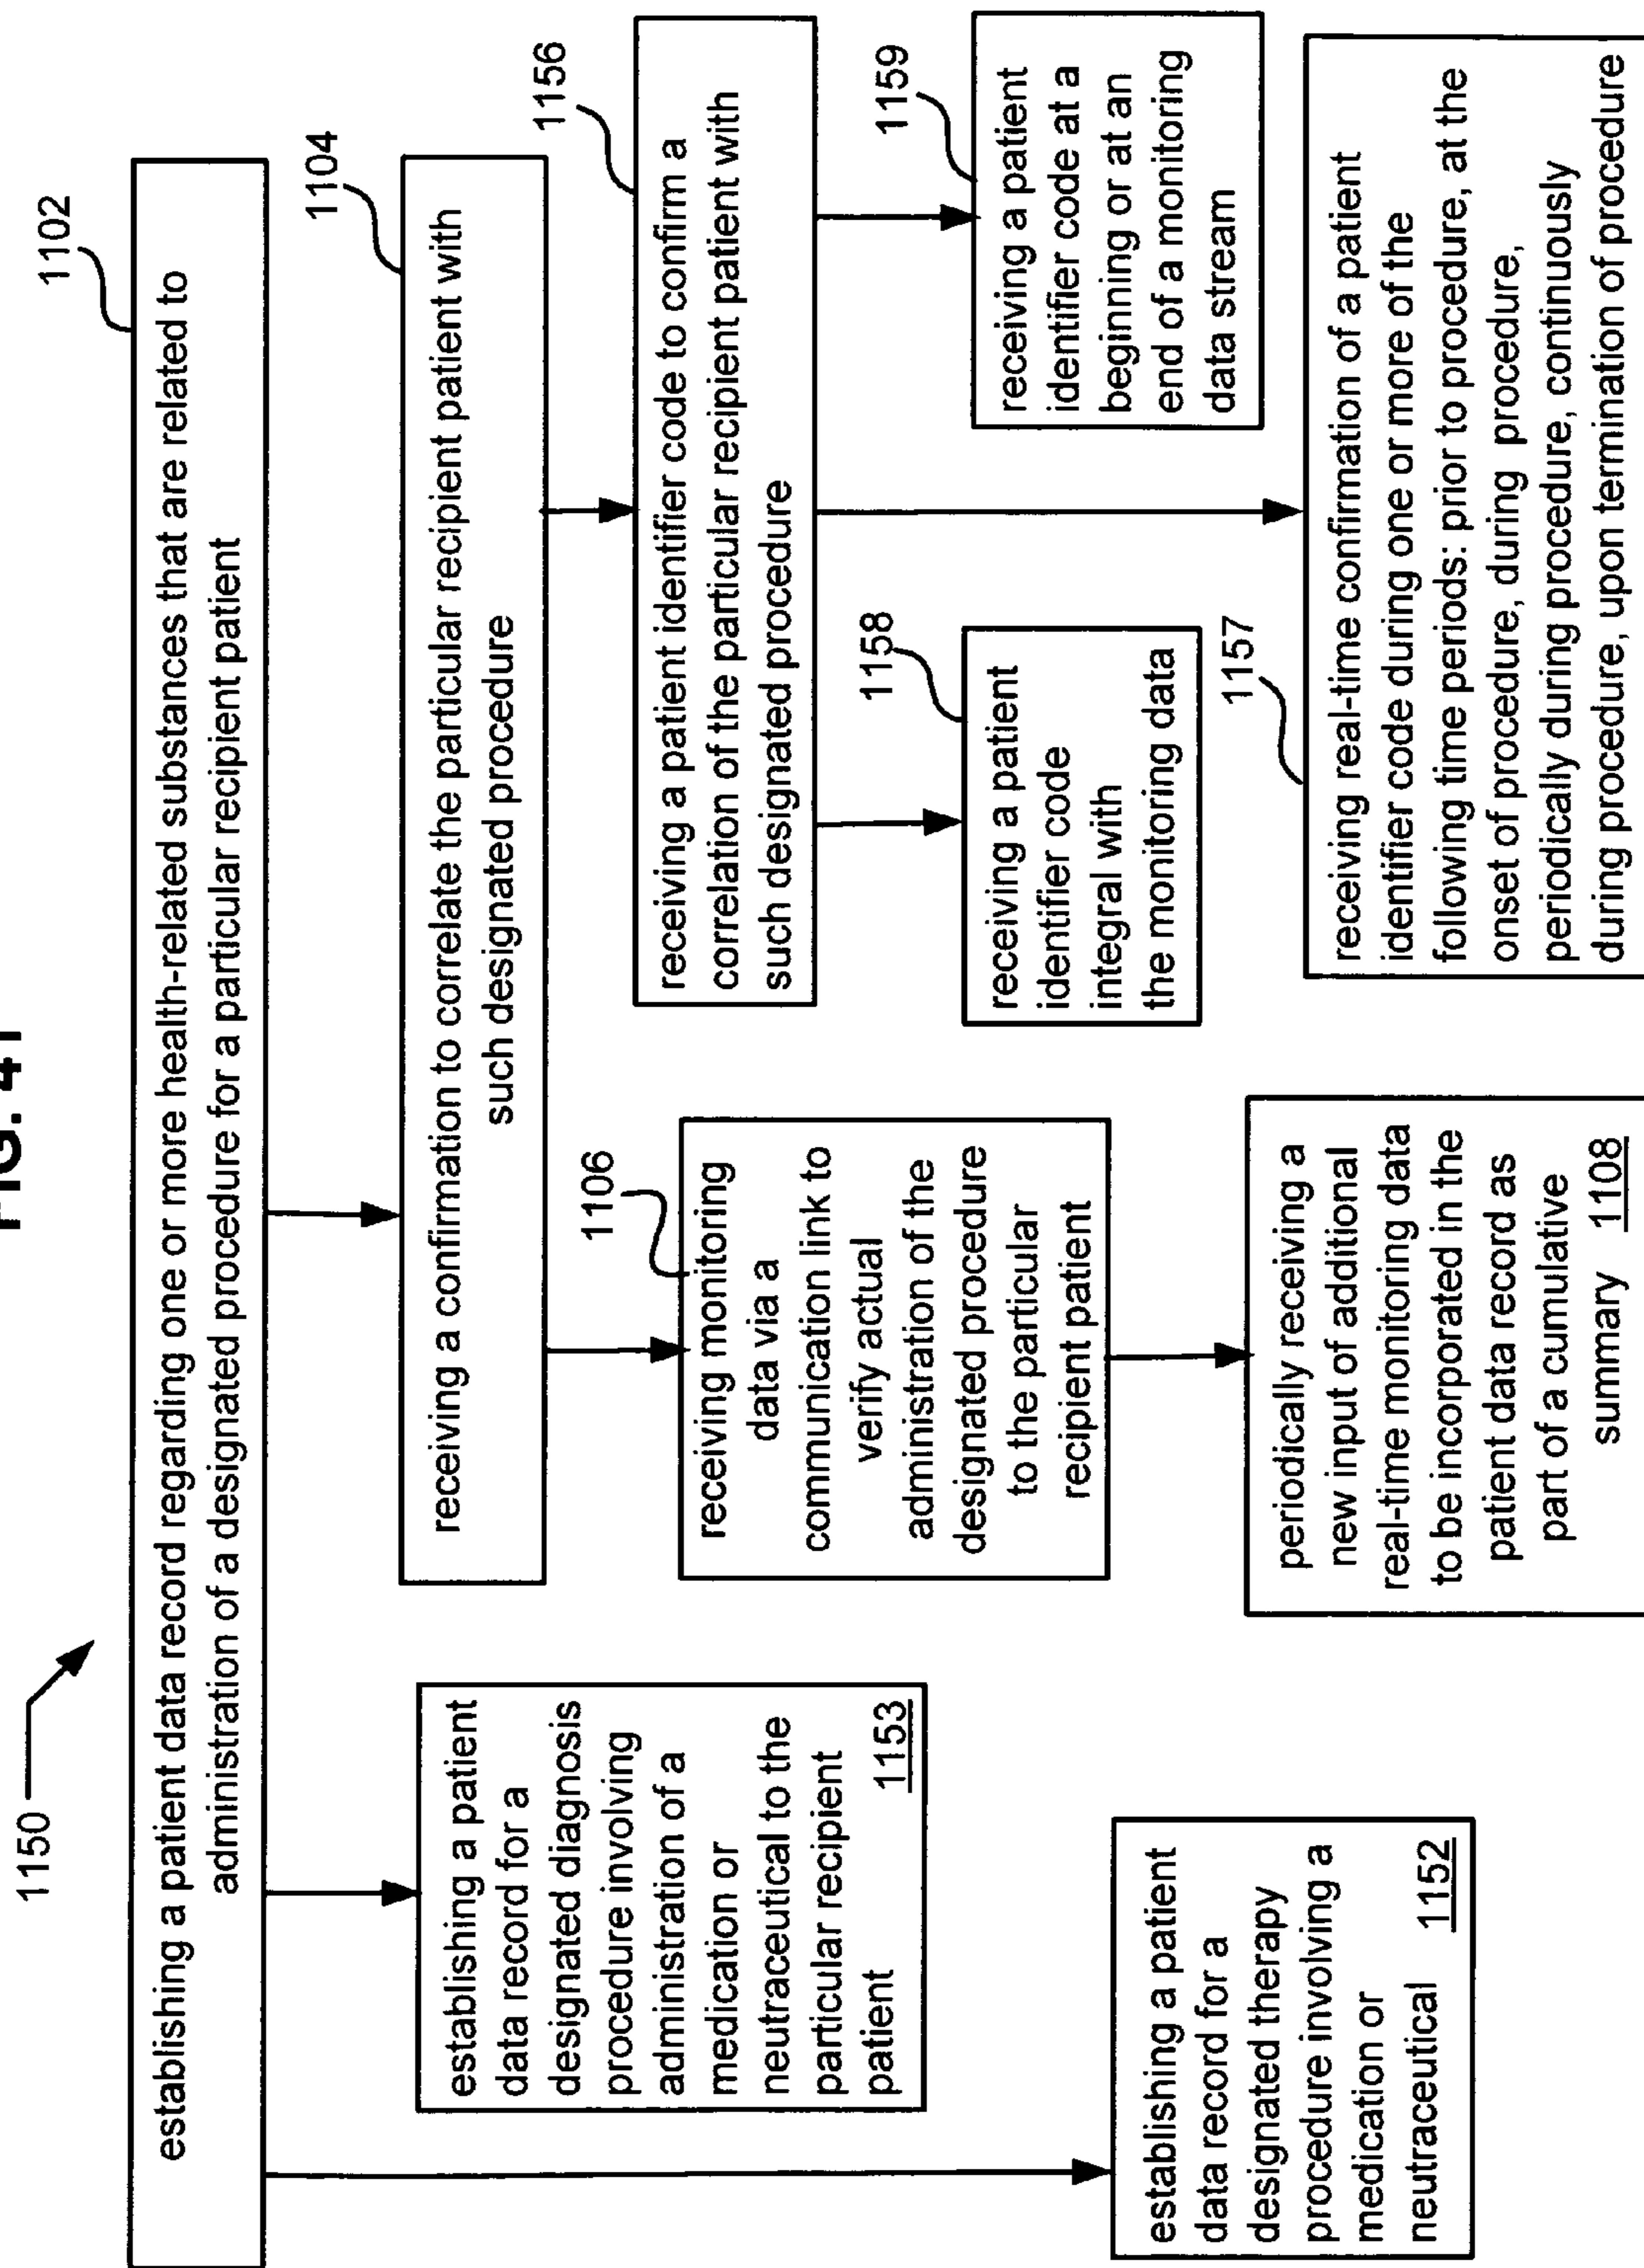 FIG. 41
1150
1102
establishing a patient data record regarding one or more health-related substances that are related to
administration of a designated procedure for a particular recipient patient
1104
receiving a confirmation to correlate the particular recipient patient with
such designated procedure
establishing a patient
data record for a
designated diagnosis
procedure involving
administration of a
medication or
neutraceutical to the
particular recipient
patient 1153
establishing a patient
data record for a
designated therapy
procedure involving a
medication or
neutraceutical 1152
1106
receiving monitoring
data via a
communication link to
verify actual
administration of the
designated procedure
to the particular
recipient patient
periodically receiving a
new input of additional
real-time monitoring data
to be incorporated in the
patient data record as
part of a cumulative
summary 1108
1156
receiving a patient identifier code to confirm a
correlation of the particular recipient patient with
such designated procedure
1158
receiving a patient
identifier code
integral with
the monitoring data
1159
receiving a patient
identifier code at a
beginning or at an
end of a monitoring
data stream
1157
receiving real-time confirmation of a patient
identifier code during one or more of the
following time periods: prior to procedure, at the
onset of procedure, during procedure,
periodically during procedure, continuously
during procedure, upon termination of procedure